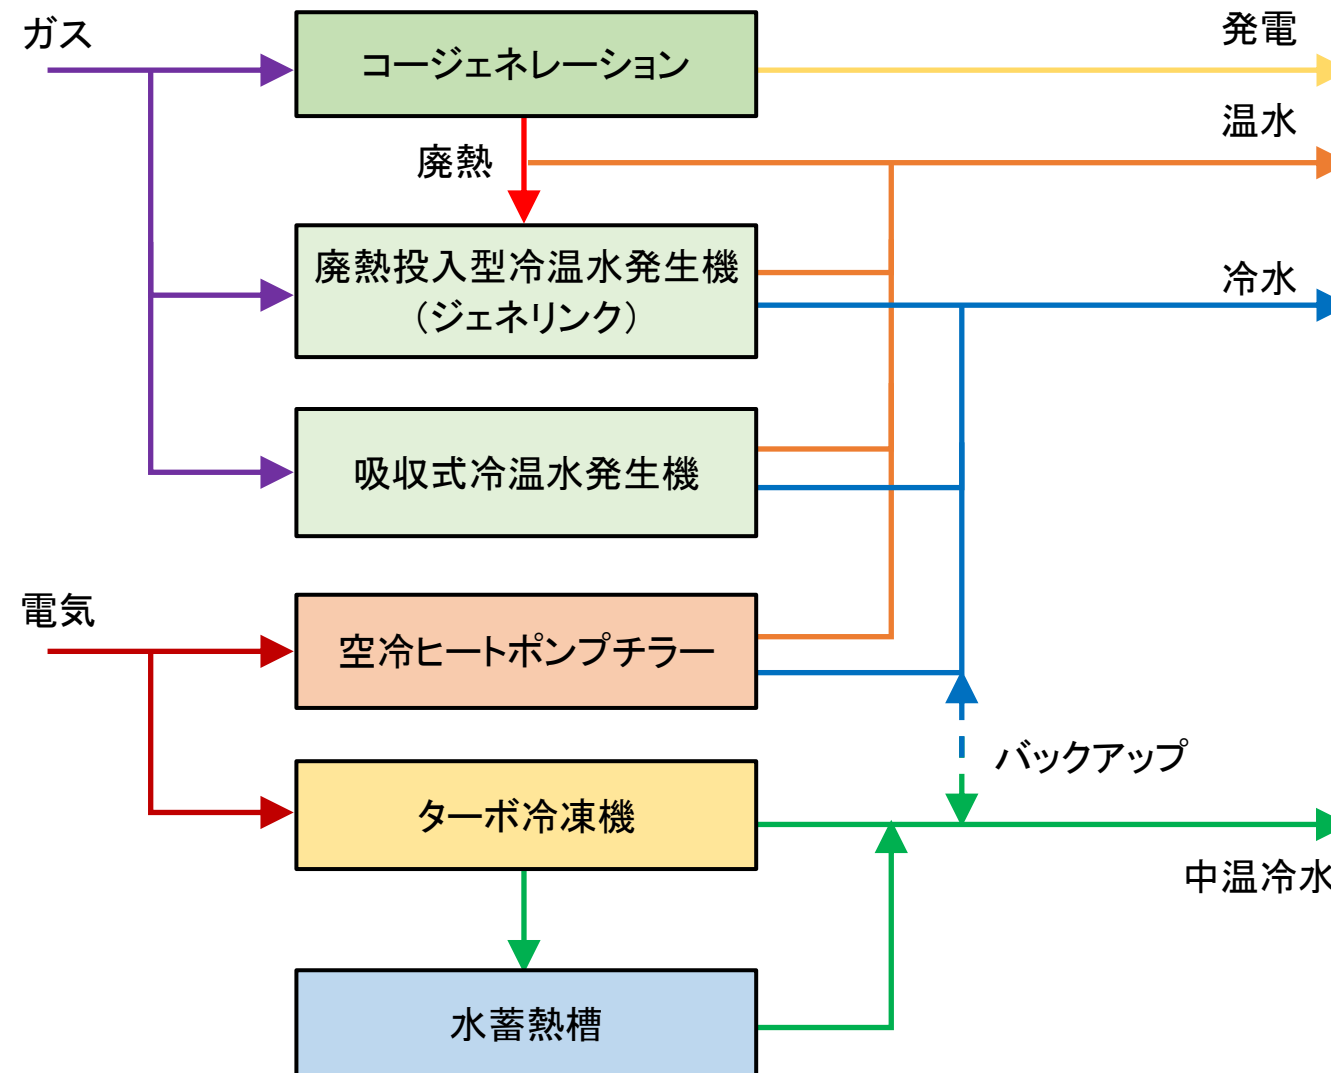 ガス
コージェネレーション
発電
温水
廃熱
廃熱投入型冷温水発生機
（ジェネリンク）
冷水
吸収式冷温水発生機
電気
空冷ヒートポンプチラー
バックアップ
ターボ冷凍機
中温冷水
水蓄熱槽